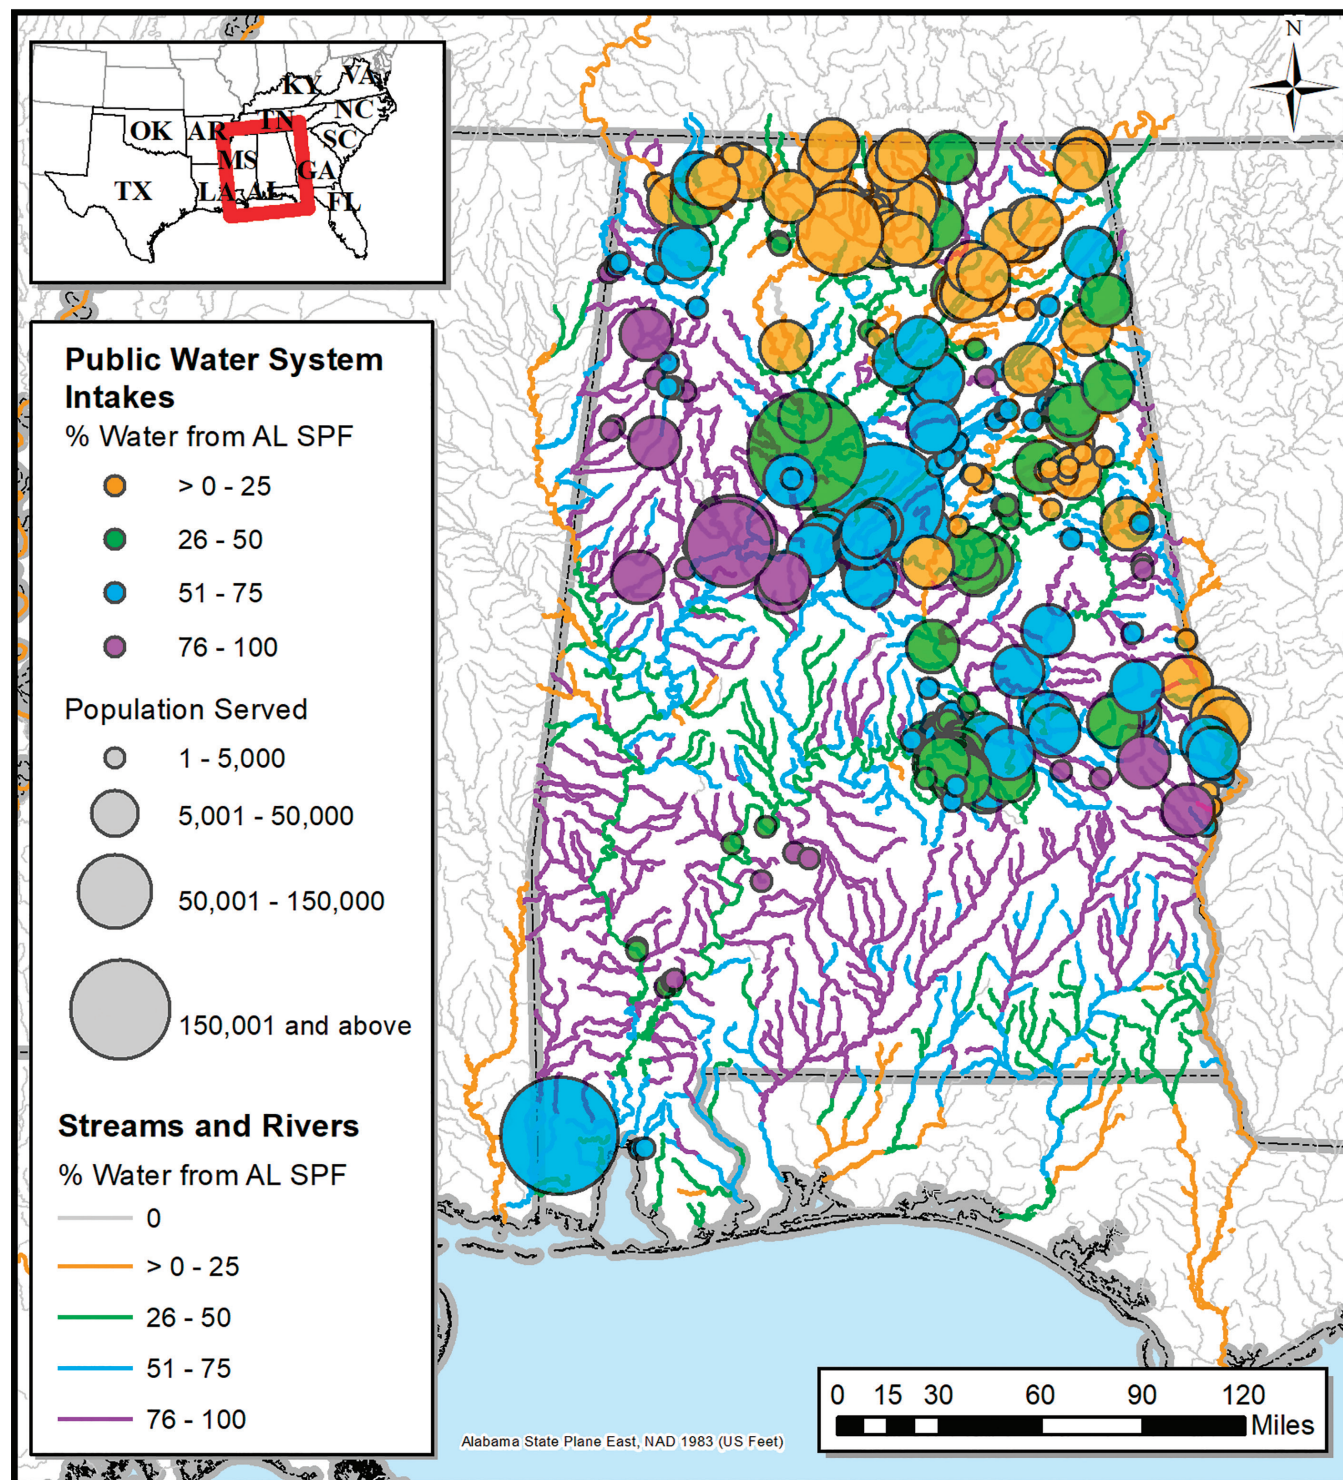 N
KY
VA
NC
TN
OK
AR
SC
MS
GA
TX
LA
AL
FL
Public Water System
Intakes
% Water from AL SPF
> 0 - 25
26 - 50
51 - 75
76 - 100
Population Served
1 - 5,000
5,001 - 50,000
50,001 - 150,000
150,001 and above
Streams and Rivers
% Water from AL SPF
0
> 0 - 25
26 - 50
51 - 75
76 - 100
0 15 30 60 90 120
Miles
Alabama State Plane East, NAD 1983 (US Feet)